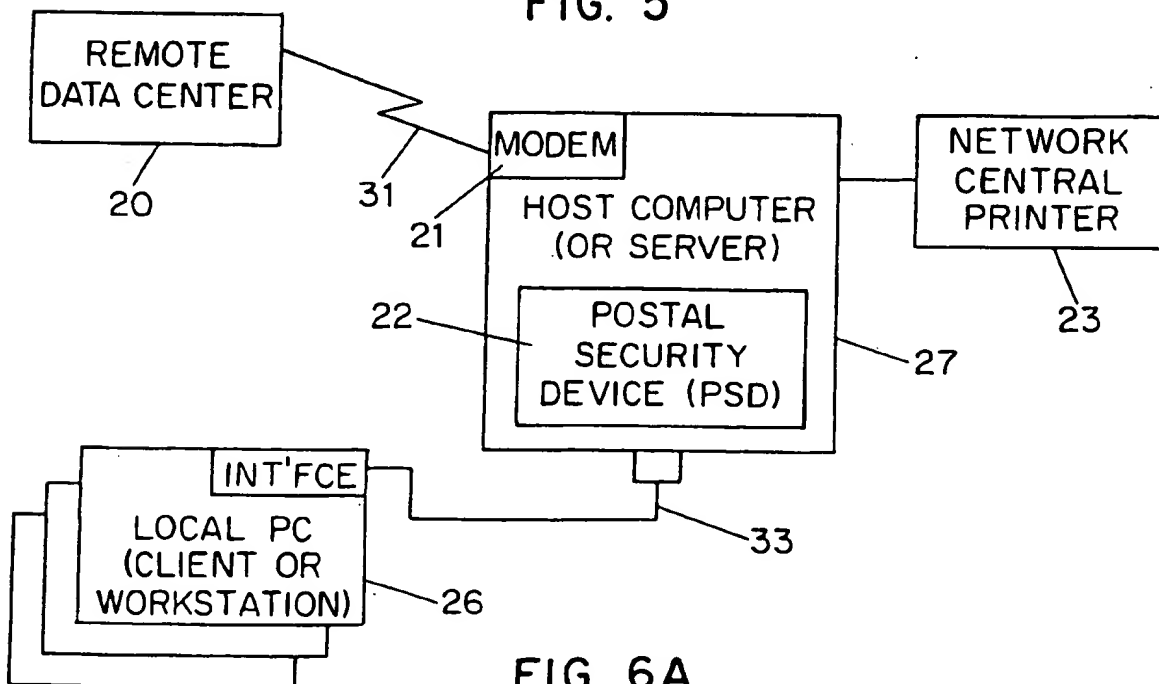 FIG. 5
REMOTE
DATA CENTER
20
31
MODEM
21
HOST COMPUTER
(OR SERVER)
22
POSTAL
SECURITY
DEVICE (PSD)
27
NETWORK
CENTRAL
PRINTER
23
INT'FCE
LOCAL PC
(CLIENT OR
WORKSTATION)
26
33
FIG. 6A